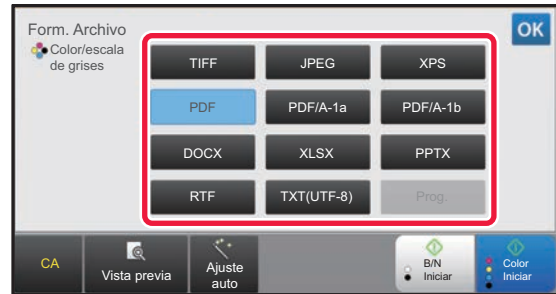 Form. Archivo
OK
Color/escala
de grises
TIFF
JPEG
XPS
PDF
PDF/A-1a
PDF/A-1b
DOCX
XLSX
PPTX
RTF
TXT(UTF-8)
Prog.
CA
Vista previa
Ajuste
auto
B/N
Iniciar
Color
Iniciar